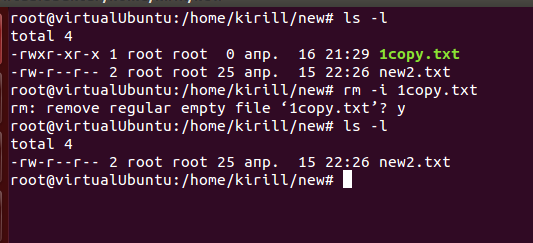 root@virtualUbuntu:/home/kirill/new# ls -l
total 4
-rwxr-xr-x 1 root root  0 апр.  16 21:29 1copy.txt
-rw-r--r-- 2 root root 25 апр.  15 22:26 new2.txt
root@virtualUbuntu:/home/kirill/new# rm -i 1copy.txt
rm: remove regular empty file ‘1copy.txt’? y
root@virtualUbuntu:/home/kirill/new# ls -l
total 4
-rw-r--r-- 2 root root 25 апр.  15 22:26 new2.txt
root@virtualUbuntu:/home/kirill/new#